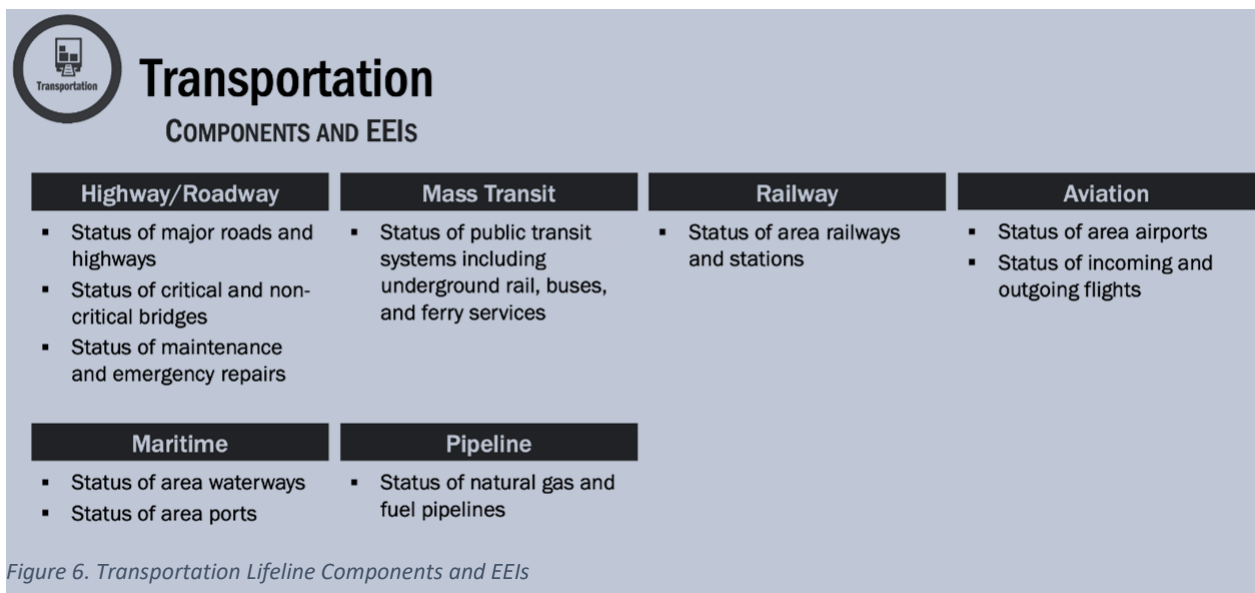 Transportation
Transportation
COMPONENTS AND EEIS
Highway/Roadway
▪ Status of major roads and
highways
▪ Status of critical and non-
critical bridges
▪ Status of maintenance
and emergency repairs
Mass Transit
▪ Status of public transit
systems including
underground rail, buses,
and ferry services
Railway
▪ Status of area railways
and stations
Aviation
▪ Status of area airports
▪ Status of incoming and
outgoing flights
Maritime
▪ Status of area waterways
▪ Status of area ports
Pipeline
▪ Status of natural gas and
fuel pipelines
Figure 6. Transportation Lifeline Components and EEIs